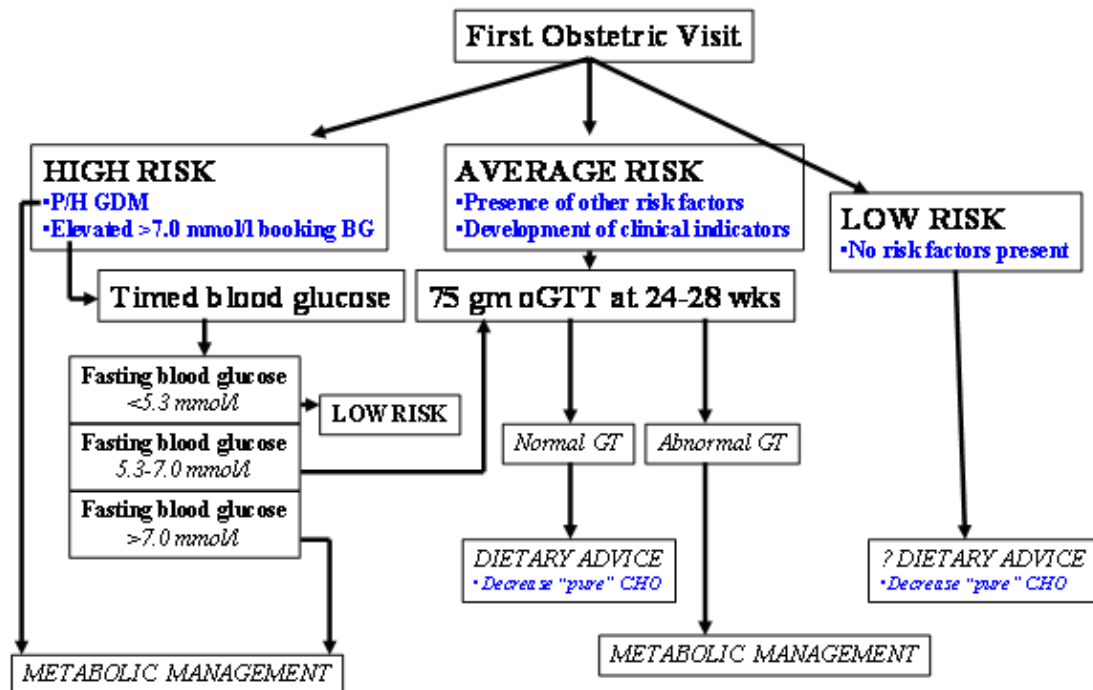 First Obstetric Visit
HIGH RISK
•P/H GDM
•Elevated >7.0 mmol/l booking BG
AVERAGE RISK
•Presence of other risk factors
•Development of clinical indicators
LOW RISK
•No risk factors present
Timed blood glucose
75 gm oGTT at 24-28 wks
Fasting blood glucose
<5.3 mmol/l
LOW RISK
Fasting blood glucose
5.3-7.0 mmol/l
Fasting blood glucose
>7.0 mmol/l
Normal GT
Abnormal GT
DIETARY ADVICE
•Decrease "pure" CHO
? DIETARY ADVICE
•Decrease "pure" CHO
METABOLIC MANAGEMENT
METABOLIC MANAGEMENT